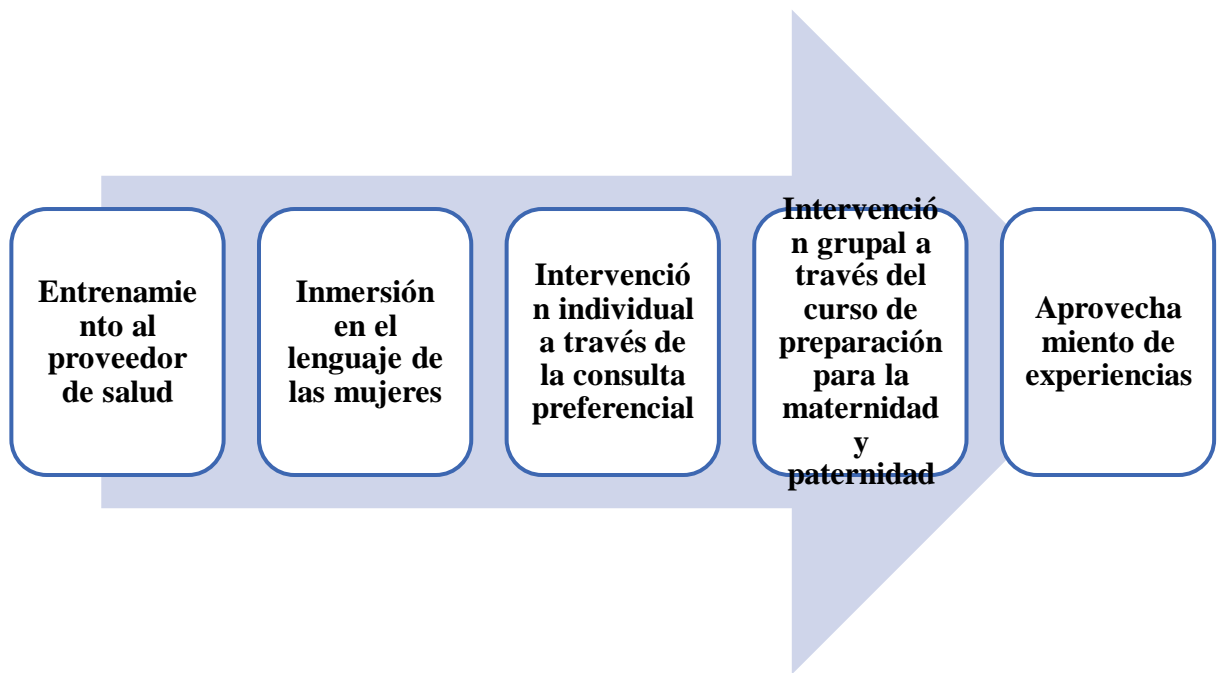 Entrenamie
nto al
proveedor
de salud
Inmersión
en el
lenguaje de
las mujeres
Intervenció
n individual
a través de
la consulta
preferencial
Intervenció
n grupal a
través del
curso de
preparación
para la
maternidad
y
paternidad
Aprovecha
miento de
experiencias